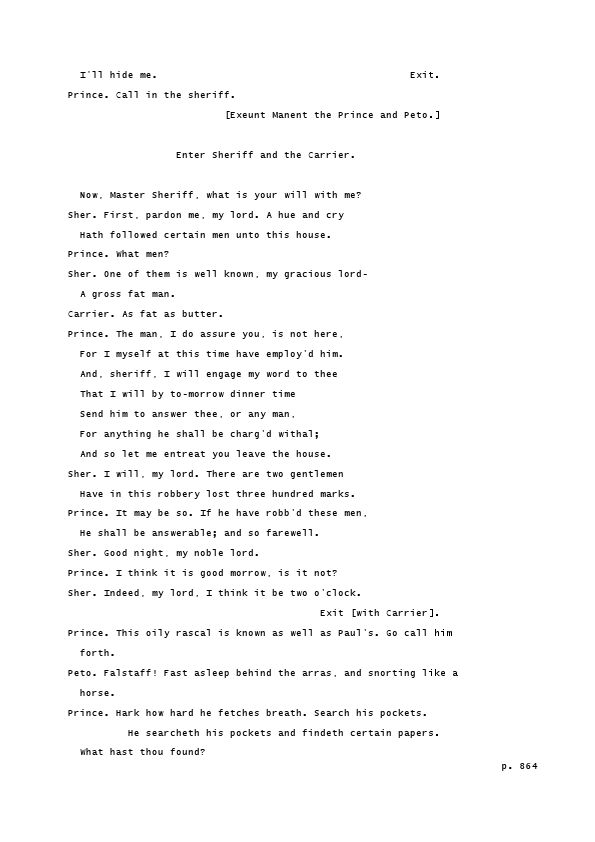 I'll hide me. Exit.
Prince. Call in the sheriff.
[Exeunt Manent the Prince and Peto.]
Enter Sheriff and the Carrier.
Now, Master Sheriff, what is your will with me?
Sher. First, pardon me, my lord. A hue and cry
Hath followed certain men unto this house.
Prince. What men?
Sher. One of them is well known, my gracious lord-
A gross fat man.
Carrier. As fat as butter.
Prince. The man, I do assure you, is not here,
For I myself at this time have employ'd him.
And, sheriff, I will engage my word to thee
That I will by to-morrow dinner time
Send him to answer thee, or any man,
For anything he shall be charg'd withal;
And so let me entreat you leave the house.
Sher. I will, my lord. There are two gentlemen
Have in this robbery lost three hundred marks.
Prince. It may be so. If he have robb'd these men,
He shall be answerable; and so farewell.
Sher. Good night, my noble lord.
Prince. I think it is good morrow, is it not?
Sher. Indeed, my lord, I think it be two o'clock.
Exit [with Carrier].
Prince. This oily rascal is known as well as Paul's. Go call him
forth.
Peto. Falstaff! Fast asleep behind the arras, and snorting like a
horse.
Prince. Hark how hard he fetches breath. Search his pockets.
He searcheth his pockets and findeth certain papers.
What hast thou found?
p. 864